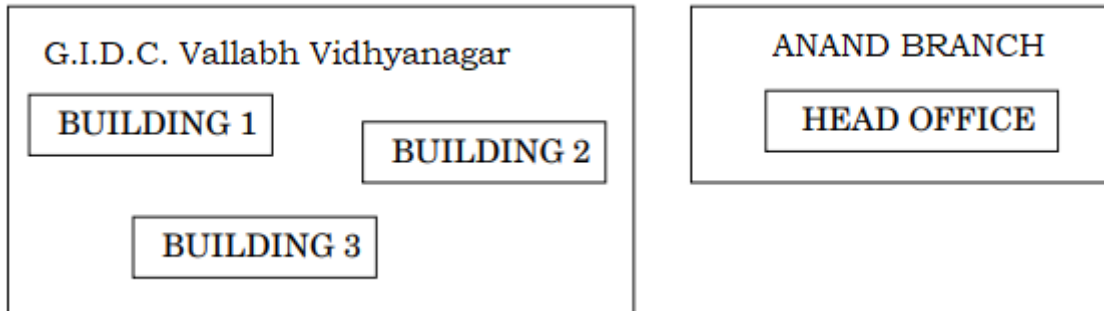 G.I.D.C. Vallabh Vidhyanagar
BUILDING 1
BUILDING 2
BUILDING 3
ANAND BRANCH
HEAD OFFICE